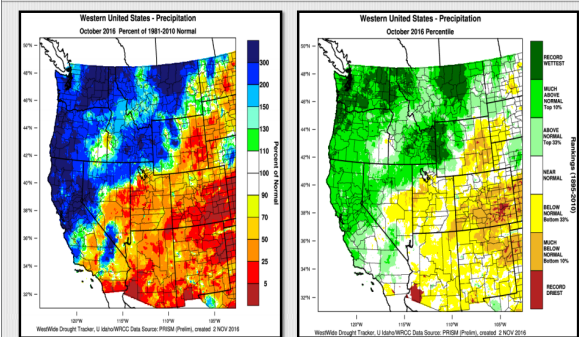 Western United States - Precipitation
October 2016 Percent of 1981-2010 Normal
50°N
48°N
46°N
44°N
42°N
40°N
38°N
36°N
34°N
32°N
120°W
115°W
110°W
105°W
300
200
150
130
110
100
90
70
50
25
5
Percent of Normal
WestWide Drought Tracker, U Idaho/WRCC Data Source: PRISM (Prelim), created 2 NOV 2016
Western United States - Precipitation
October 2016 Percentile
50°N
48°N
46°N
44°N
42°N
40°N
38°N
36°N
34°N
32°N
120°W
115°W
110°W
105°W
RECORD
WETTEST
MUCH
ABOVE
NORMAL
Top 10%
ABOVE
NORMAL
Top 33%
NEAR
NORMAL
BELOW
NORMAL
Bottom 33%
MUCH
BELOW
NORMAL
Bottom 10%
RECORD
DRIEST
Rankings (1895-2010)
WestWide Drought Tracker, U Idaho/WRCC Data Source: PRISM (Prelim), created 2 NOV 2016